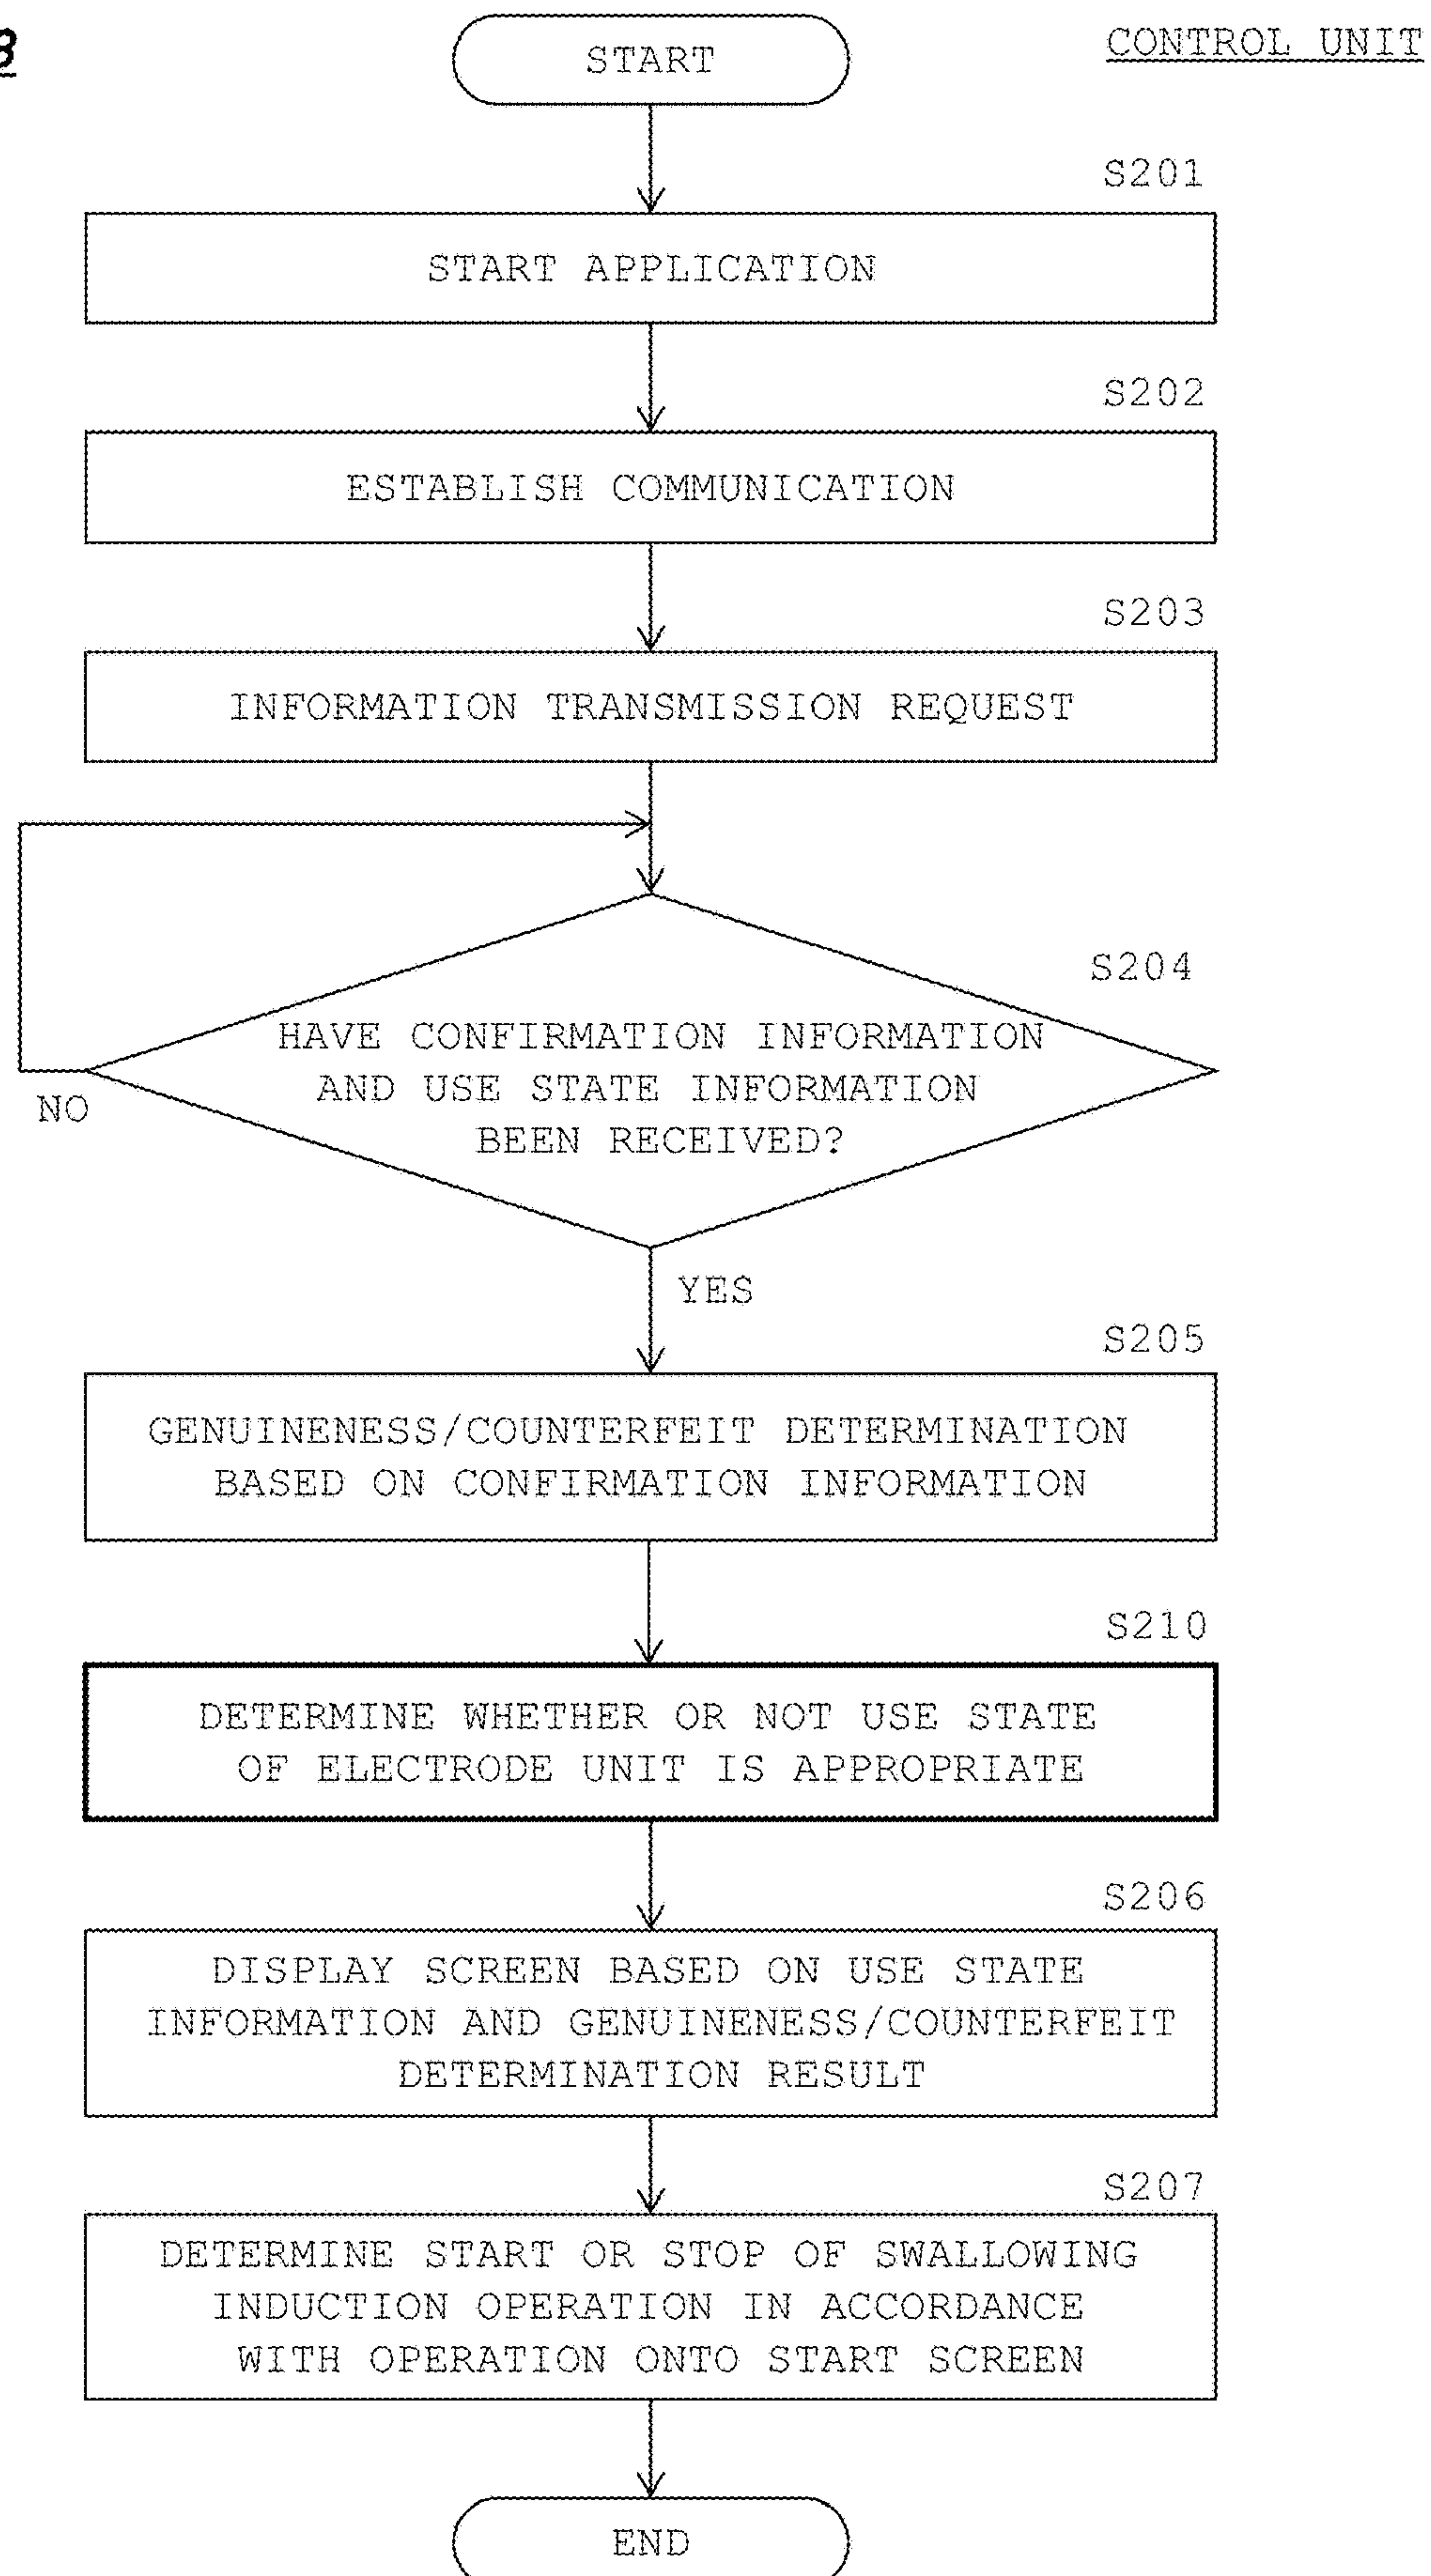 CONTROL UNIT
START
S201
START APPLICATION
S202
ESTABLISH COMMUNICATION
S203
INFORMATION TRANSMISSION REQUEST
S204
HAVE CONFIRMATION INFORMATION
AND USE STATE INFORMATION
BEEN RECEIVED?
NO
YES
S205
GENUINENESS/COUNTERFEIT DETERMINATION
BASED ON CONFIRMATION INFORMATION
S210
DETERMINE WHETHER OR NOT USE STATE
OF ELECTRODE UNIT IS APPROPRIATE
S206
DISPLAY SCREEN BASED ON USE STATE
INFORMATION AND GENUINENESS/COUNTERFEIT
DETERMINATION RESULT
S207
DETERMINE START OR STOP OF SWALLOWING
INDUCTION OPERATION IN ACCORDANCE
WITH OPERATION ONTO START SCREEN
END